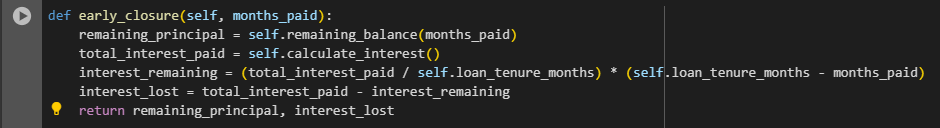 def early_closure(self, months_paid):
    remaining_principal = self.remaining_balance(months_paid)
    total_interest_paid = self.calculate_interest()
    interest_remaining = (total_interest_paid / self.loan_tenure_months) * (self.loan_tenure_months - months_paid)
    interest_lost = total_interest_paid - interest_remaining
    return remaining_principal, interest_lost